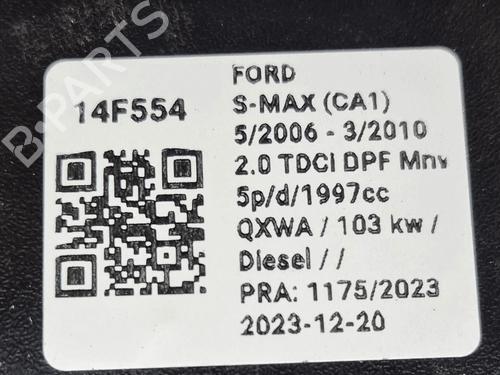 14F554
FORD
S-MAX (CA1)
5/2006 - 3/2010
2.0 TDCI DPF Mnv
5p/d/1997cc
QXWA / 103 kw /
Diesel / /
PRA: 1175/2023
2023-12-20
B-PARTS